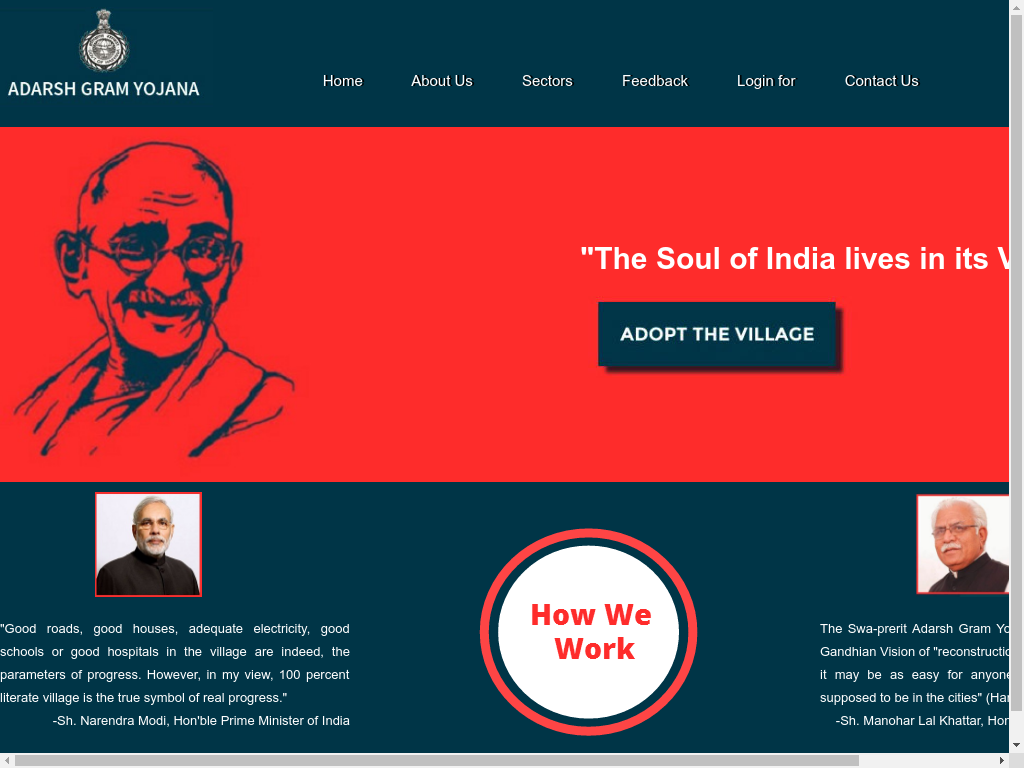 ADARSH GRAM YOJANA
Home About Us Sectors Feedback Login for Contact Us
"The Soul of India lives in its
ADOPT THE VILLAGE
"Good roads, good houses, adequate electricity, good
schools or good hospitals in the village are indeed, the
parameters of progress. However, in my view, 100 percent
literate village is the true symbol of real progress."
-Sh. Narendra Modi, Hon'ble Prime Minister of India
How We
Work
The Swa-prerit Adarsh Gram
Gandhian Vision of
it may be as easy for anyone
supposed to be in the cities"
-Sh. Manohar Lal Khattar,